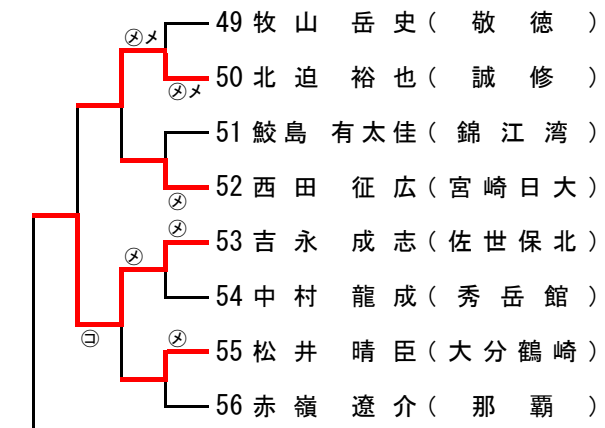 ㋱メ
49 牧山 岳史（ 敬徳 ）
50 北迫 裕也（ 誠修 ）
㋱メ
51 鮫島 有太佳（ 錦江湾 ）
52 西田 征広（ 宮崎日大 ）
㋱
㋱
53 吉永 成志（ 佐世保北 ）
㋱
54 中村 龍成（ 秀岳館 ）
㋙
㋱
55 松井 晴臣（ 大分鶴崎 ）
56 赤嶺 遼介（ 那覇 ）